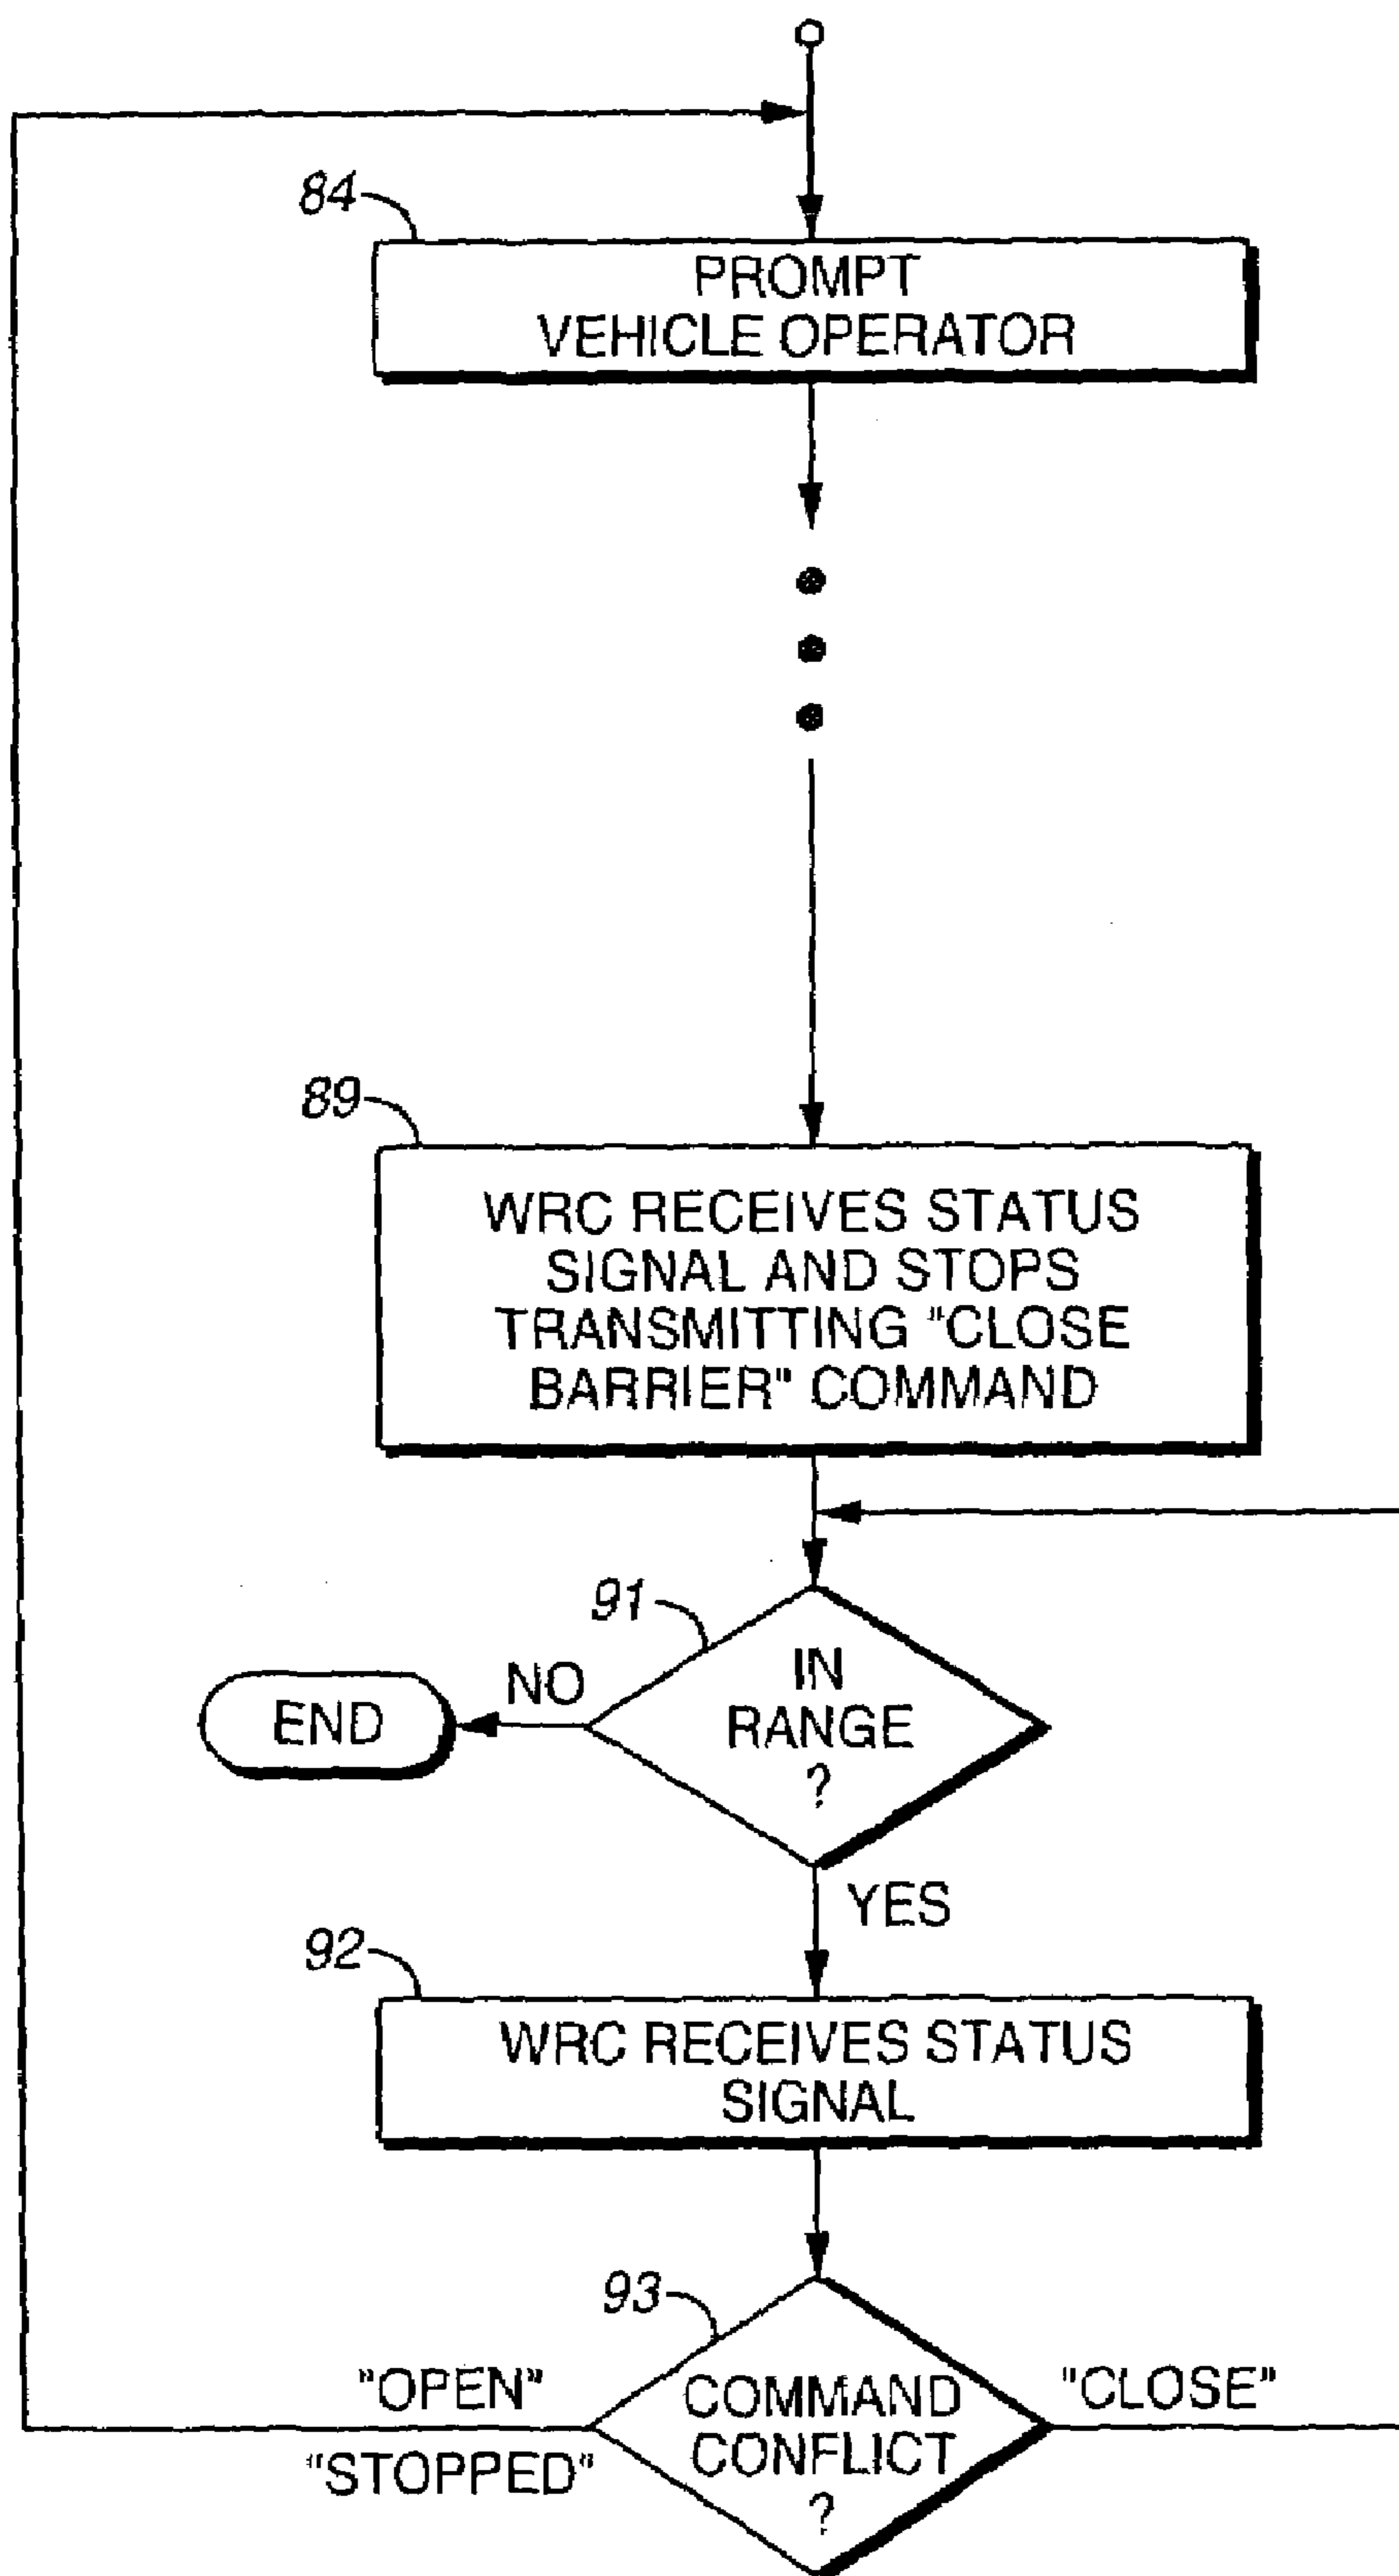 84
PROMPT
VEHICLE OPERATOR
89
WRC RECEIVES STATUS
SIGNAL AND STOPS
TRANSMITTING "CLOSE
BARRIER" COMMAND
91
IN
RANGE
?
NO
END
YES
92
WRC RECEIVES STATUS
SIGNAL
93
COMMAND
CONFLICT
?
"OPEN"
"STOPPED"
"CLOSE"